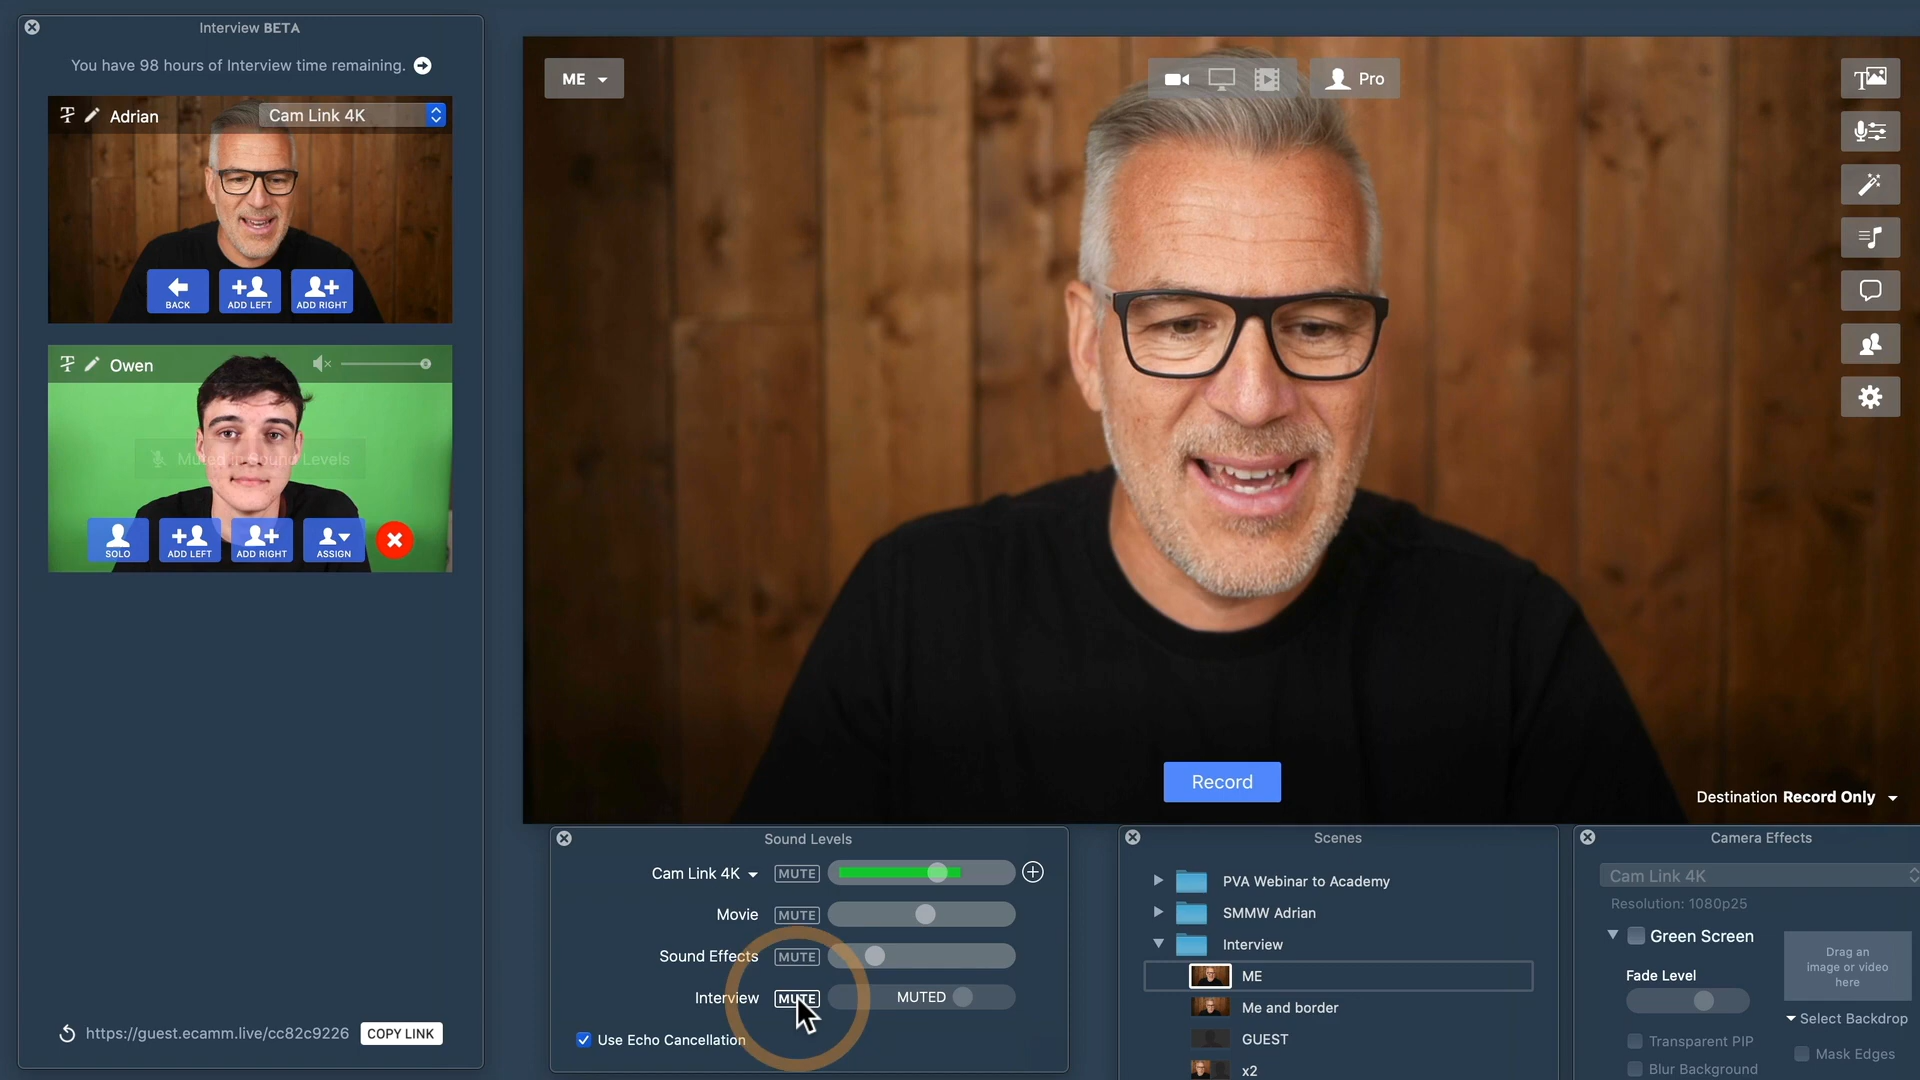 Interview BETA
You have 98 hours of Interview time remaining.
Adrian
Cam Link 4K
BACK
ADD LEFT
ADD RIGHT
Owen
Muted in Sound Levels
SOLO
ADD LEFT
ADD RIGHT
ASSIGN
https://guest.ecamm.live/cc82c9226
COPY LINK
ME
Pro
Record
Destination Record Only
Sound Levels
Cam Link 4K
MUTE
Movie
MUTE
Sound Effects
MUTE
Interview
MUTE
MUTED
Use Echo Cancellation
Scenes
PVA Webinar to Academy
SMMW Adrian
Interview
ME
Me and border
GUEST
x2
Camera Effects
Cam Link 4K
Resolution: 1080p25
Green Screen
Fade Level
Drag an
image or video
here
Select Backdrop
Transparent PIP
Mask Edges
Blur Background